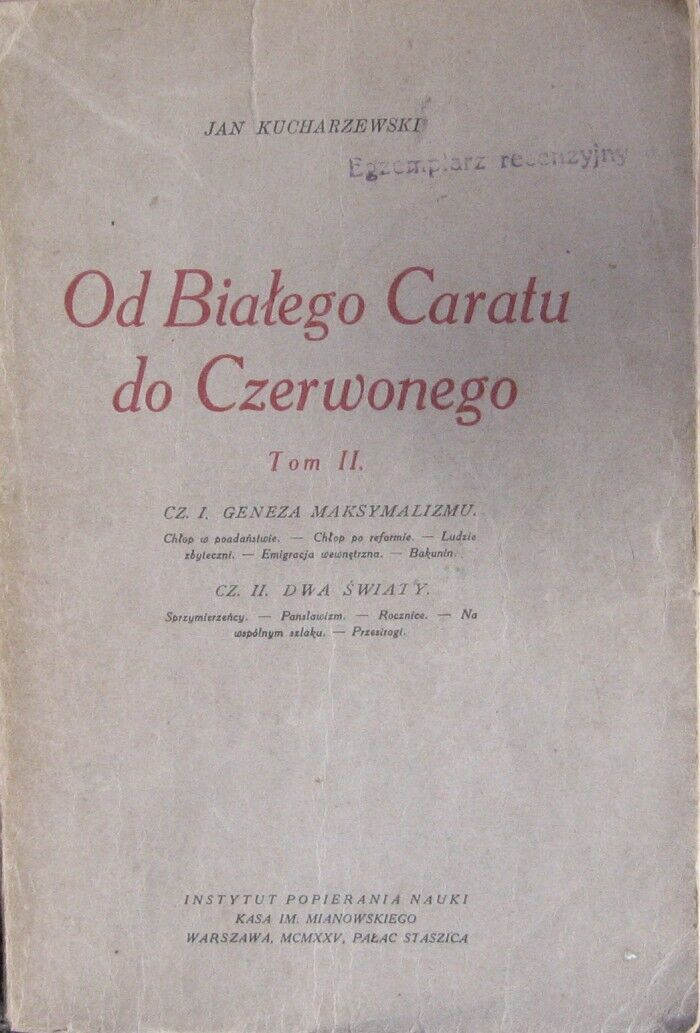 JAN KUCHARZEWSKI
Egzemplarz recenzyjny
Od Białego Caratu
do Czerwonego
Tom II.
CZ. I. GENEZA MAKSYMALIZMU.
Chłop w poddaństwie. — Chłop po reformie. — Ludzie
zbyteczni. — Emigracja wewnętrzna. — Bakunin.
CZ. II. DWA ŚWIATY.
Sprzymierzeńcy. — Panslawizm. — Rocznice. — Na
wspólnym szlaku. — Przestrogi.
INSTYTUT POPIERANIA NAUKI
KASA IM. MIANOWSKIEGO
WARSZAWA, MCMXXV, PAŁAC STASZICA